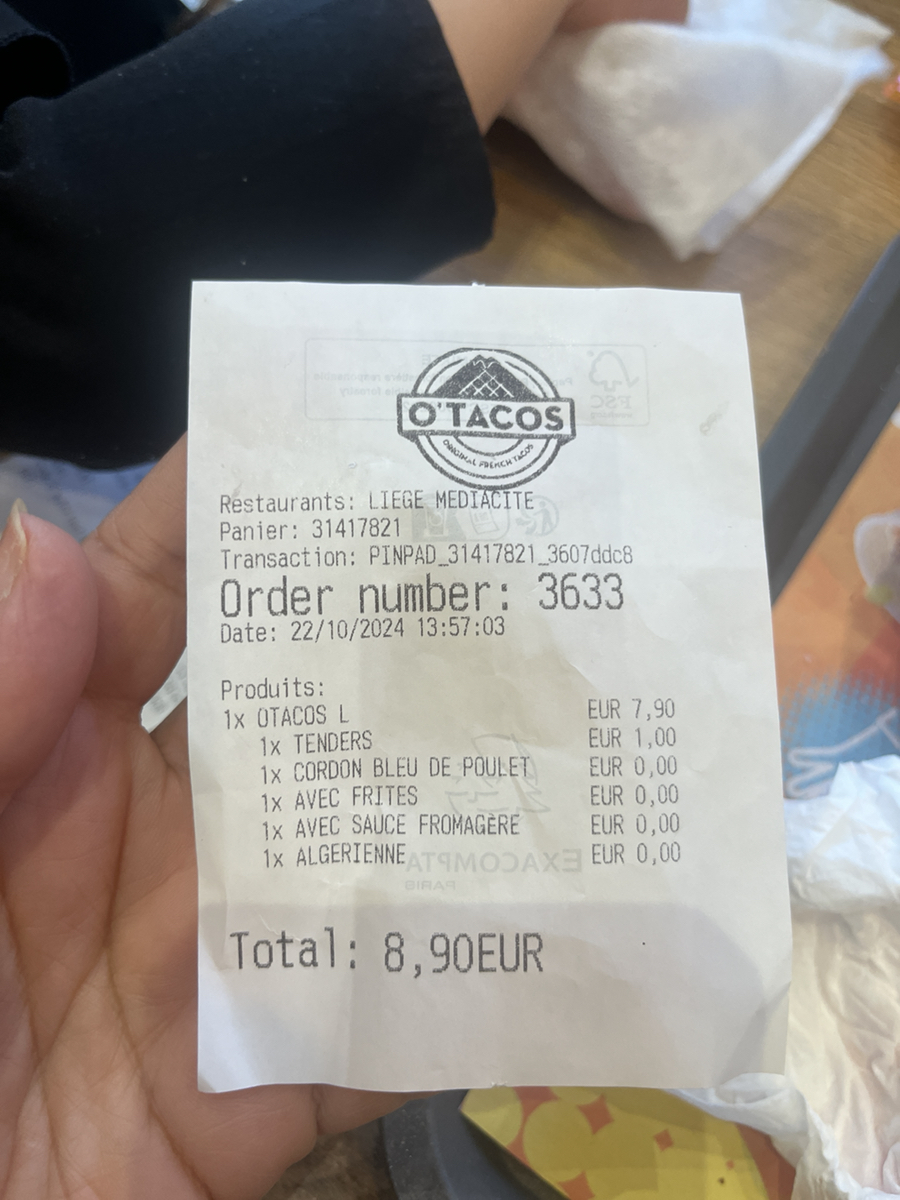 O'TACOS
ORIGINAL FRENCH TACOS
Restaurants: LIEGE MEDIACITE
Panier: 31417821
Transaction: PINPAD_31417821_3607ddc8
Order number: 3633
Date: 22/10/2024 13:57:03
Produits:
1x OTACOS L EUR 7,90
1x TENDERS EUR 1,00
1x CORDON BLEU DE POULET EUR 0,00
1x AVEC FRITES EUR 0,00
1x AVEC SAUCE FROMAGÈRE EUR 0,00
1x ALGERIENNE EUR 0,00
EXACOMPTA
PARIS
Total: 8,90EUR
FSC